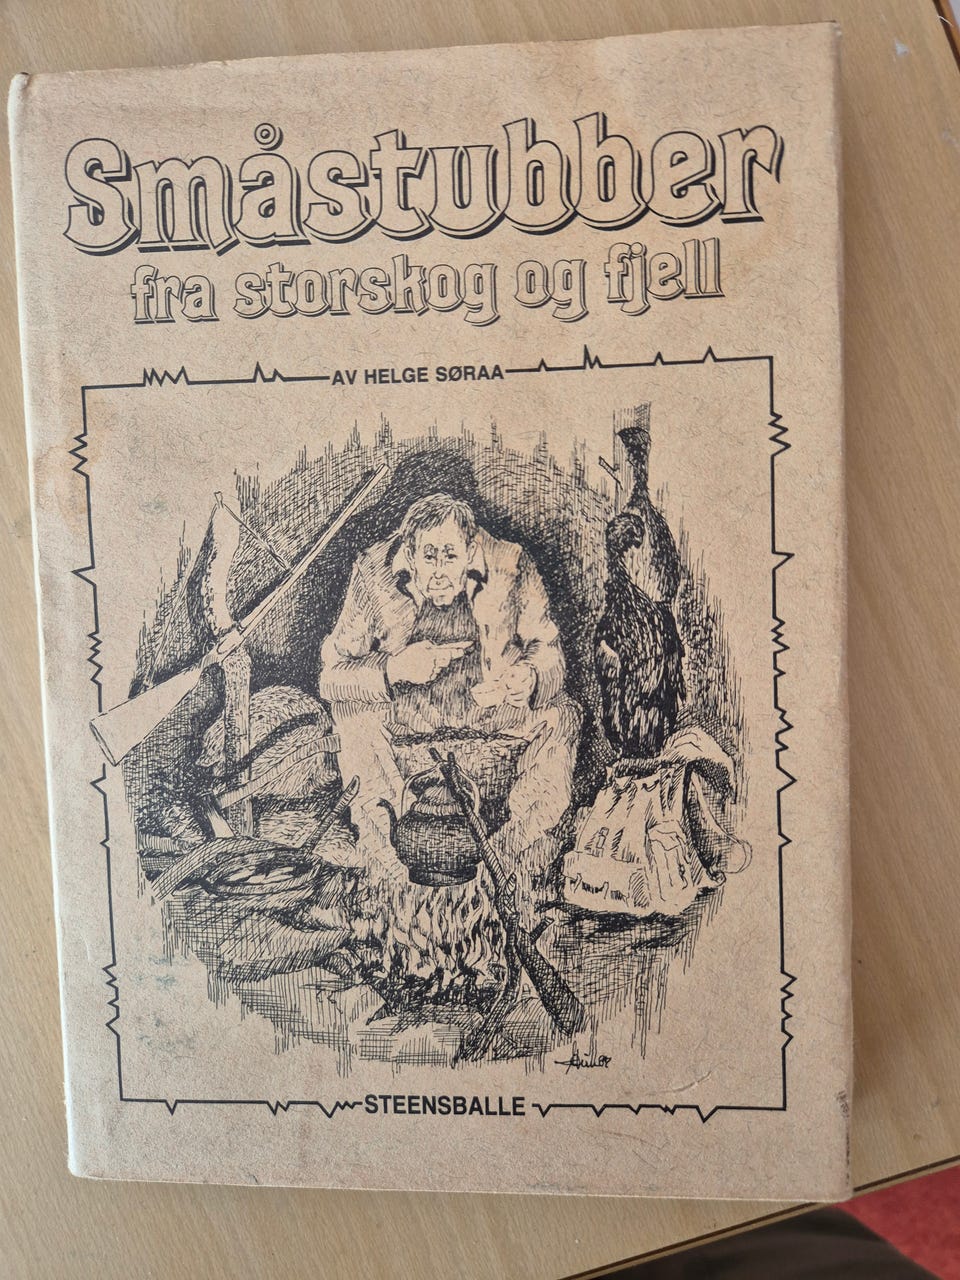 Småstubber
fra storskog og fjell
AV HELGE SØRAA
STEENSBALLE